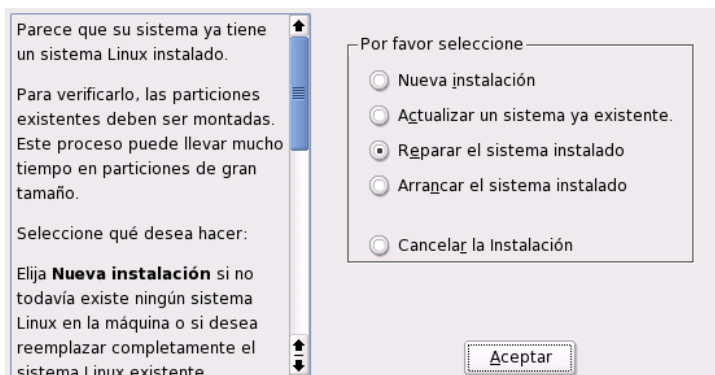 Parece que su sistema ya tiene
un sistema Linux instalado.
Para verificarlo, las particiones
existentes deben ser montadas.
Este proceso puede llevar mucho
tiempo en particiones de gran
tamaño.
Seleccione qué desea hacer:
Elija Nueva instalación si no
todavía existe ningún sistema
Linux en la máquina o si desea
reemplazar completamente el
sistema Linux existente
Por favor seleccione
Nueva instalación
Actualizar un sistema ya existente.
Reparar el sistema instalado
Arrancar el sistema instalado
Cancelar la Instalación
Aceptar